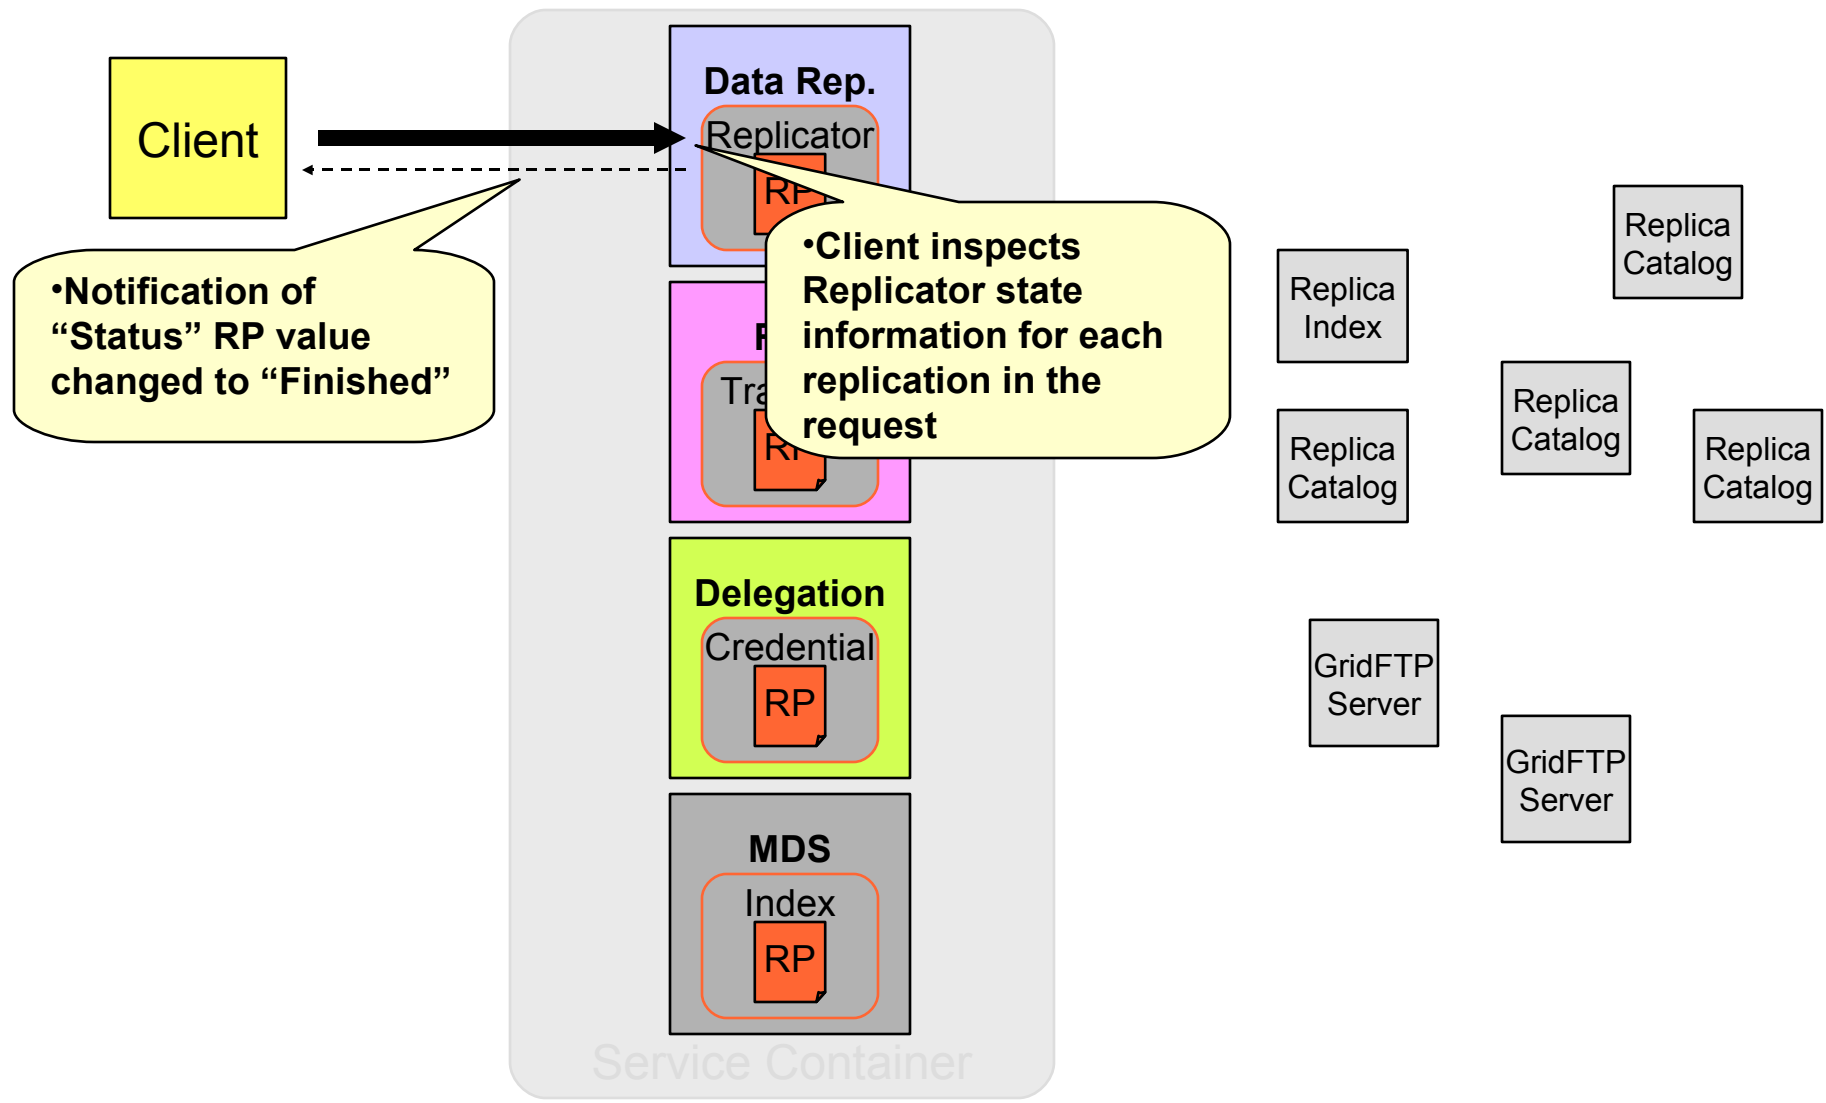 Client
Data Rep.
Replicator
RP
•Notification of
“Status” RP value
changed to “Finished”
•Client inspects
Replicator state
information for each
replication in the
request
Delegation
Credential
RP
MDS
Index
RP
Service Container
Replica
Index
Replica
Catalog
Replica
Catalog
Replica
Catalog
Replica
Catalog
GridFTP
Server
GridFTP
Server